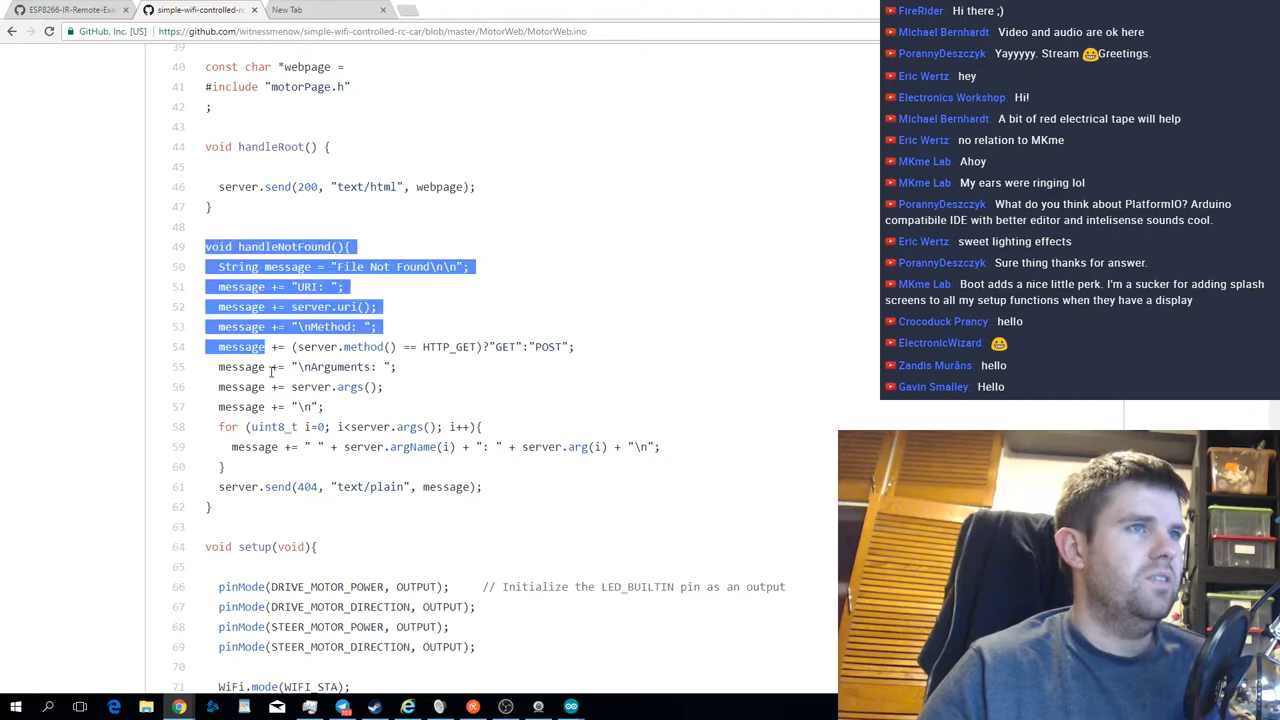 ESP8266-IR-Remote-Exa
simple-wifi-controlled-rc
New Tab
GitHub, Inc. [US]
https://github.com/witnessmenow/simple-wifi-controlled-rc-car/blob/master/MotorWeb/MotorWeb.ino
39
40 const char *webpage =
41 #include "motorPage.h"
42 ;
43
44 void handleRoot() {
45
46 server.send(200, "text/html", webpage);
47 }
48
49 void handleNotFound(){
50 String message = "File Not Found\n\n";
51 message += "URI: ";
52 message += server.uri();
53 message += "\nMethod: ";
54 message += (server.method() == HTTP_GET)?"GET":"POST";
55 message += "\nArguments: ";
56 message += server.args();
57 message += "\n";
58 for (uint8_t i=0; i<server.args(); i++){
59 message += " " + server.argName(i) + ": " + server.arg(i) + "\n";
60 }
61 server.send(404, "text/plain", message);
62 }
63
64 void setup(void){
65
66 pinMode(DRIVE_MOTOR_POWER, OUTPUT); // Initialize the LED_BUILTIN pin as an output
67 pinMode(DRIVE_MOTOR_DIRECTION, OUTPUT);
68 pinMode(STEER_MOTOR_POWER, OUTPUT);
69 pinMode(STEER_MOTOR_DIRECTION, OUTPUT);
70
71 WiFi.mode(WIFI_STA);
FireRider: Hi there ;)
Michael Bernhardt: Video and audio are ok here
PorannyDeszczyk: Yayyyyy. Stream 😀Greetings.
Eric Wertz: hey
Electronics Workshop: Hi!
Michael Bernhardt: A bit of red electrical tape will help
Eric Wertz: no relation to MKme
MKme Lab: Ahoy
MKme Lab: My ears were ringing lol
PorannyDeszczyk: What do you think about PlatformIO? Arduino
compatibile IDE with better editor and intelisense sounds cool.
Eric Wertz: sweet lighting effects
PorannyDeszczyk: Sure thing thanks for answer.
MKme Lab: Boot adds a nice little perk. I'm a sucker for adding splash
screens to all my setup functions when they have a display
Crocoduck Prancy: hello
ElectronicWizard: 😀
Zandis Murāns: hello
Gavin Smalley: Hello